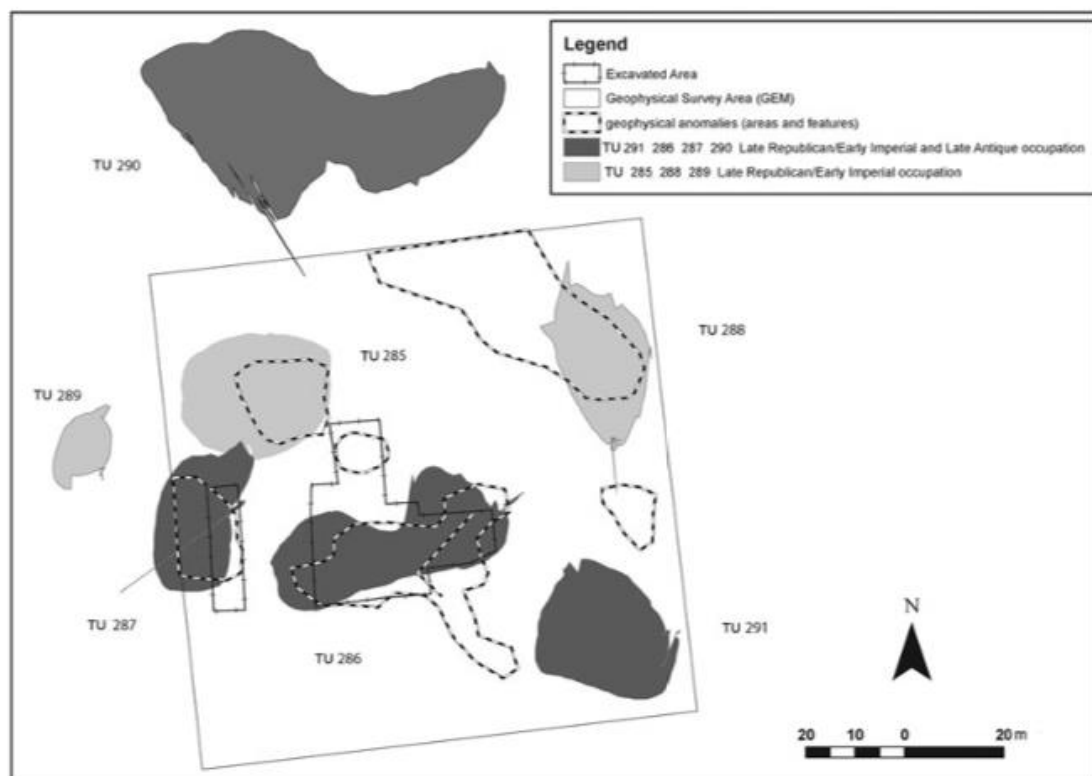 Legend
Excavated Area
Geophysical Survey Area (GEM)
geophysical anomalies (areas and features)
TU 291 286 287 290 Late Republican/Early Imperial and Late Antique occupation
TU 285 288 289 Late Republican/Early Imperial occupation
TU 290
TU 288
TU 285
TU 289
TU 287
TU 286
TU 291
N
20 10 0 20 m